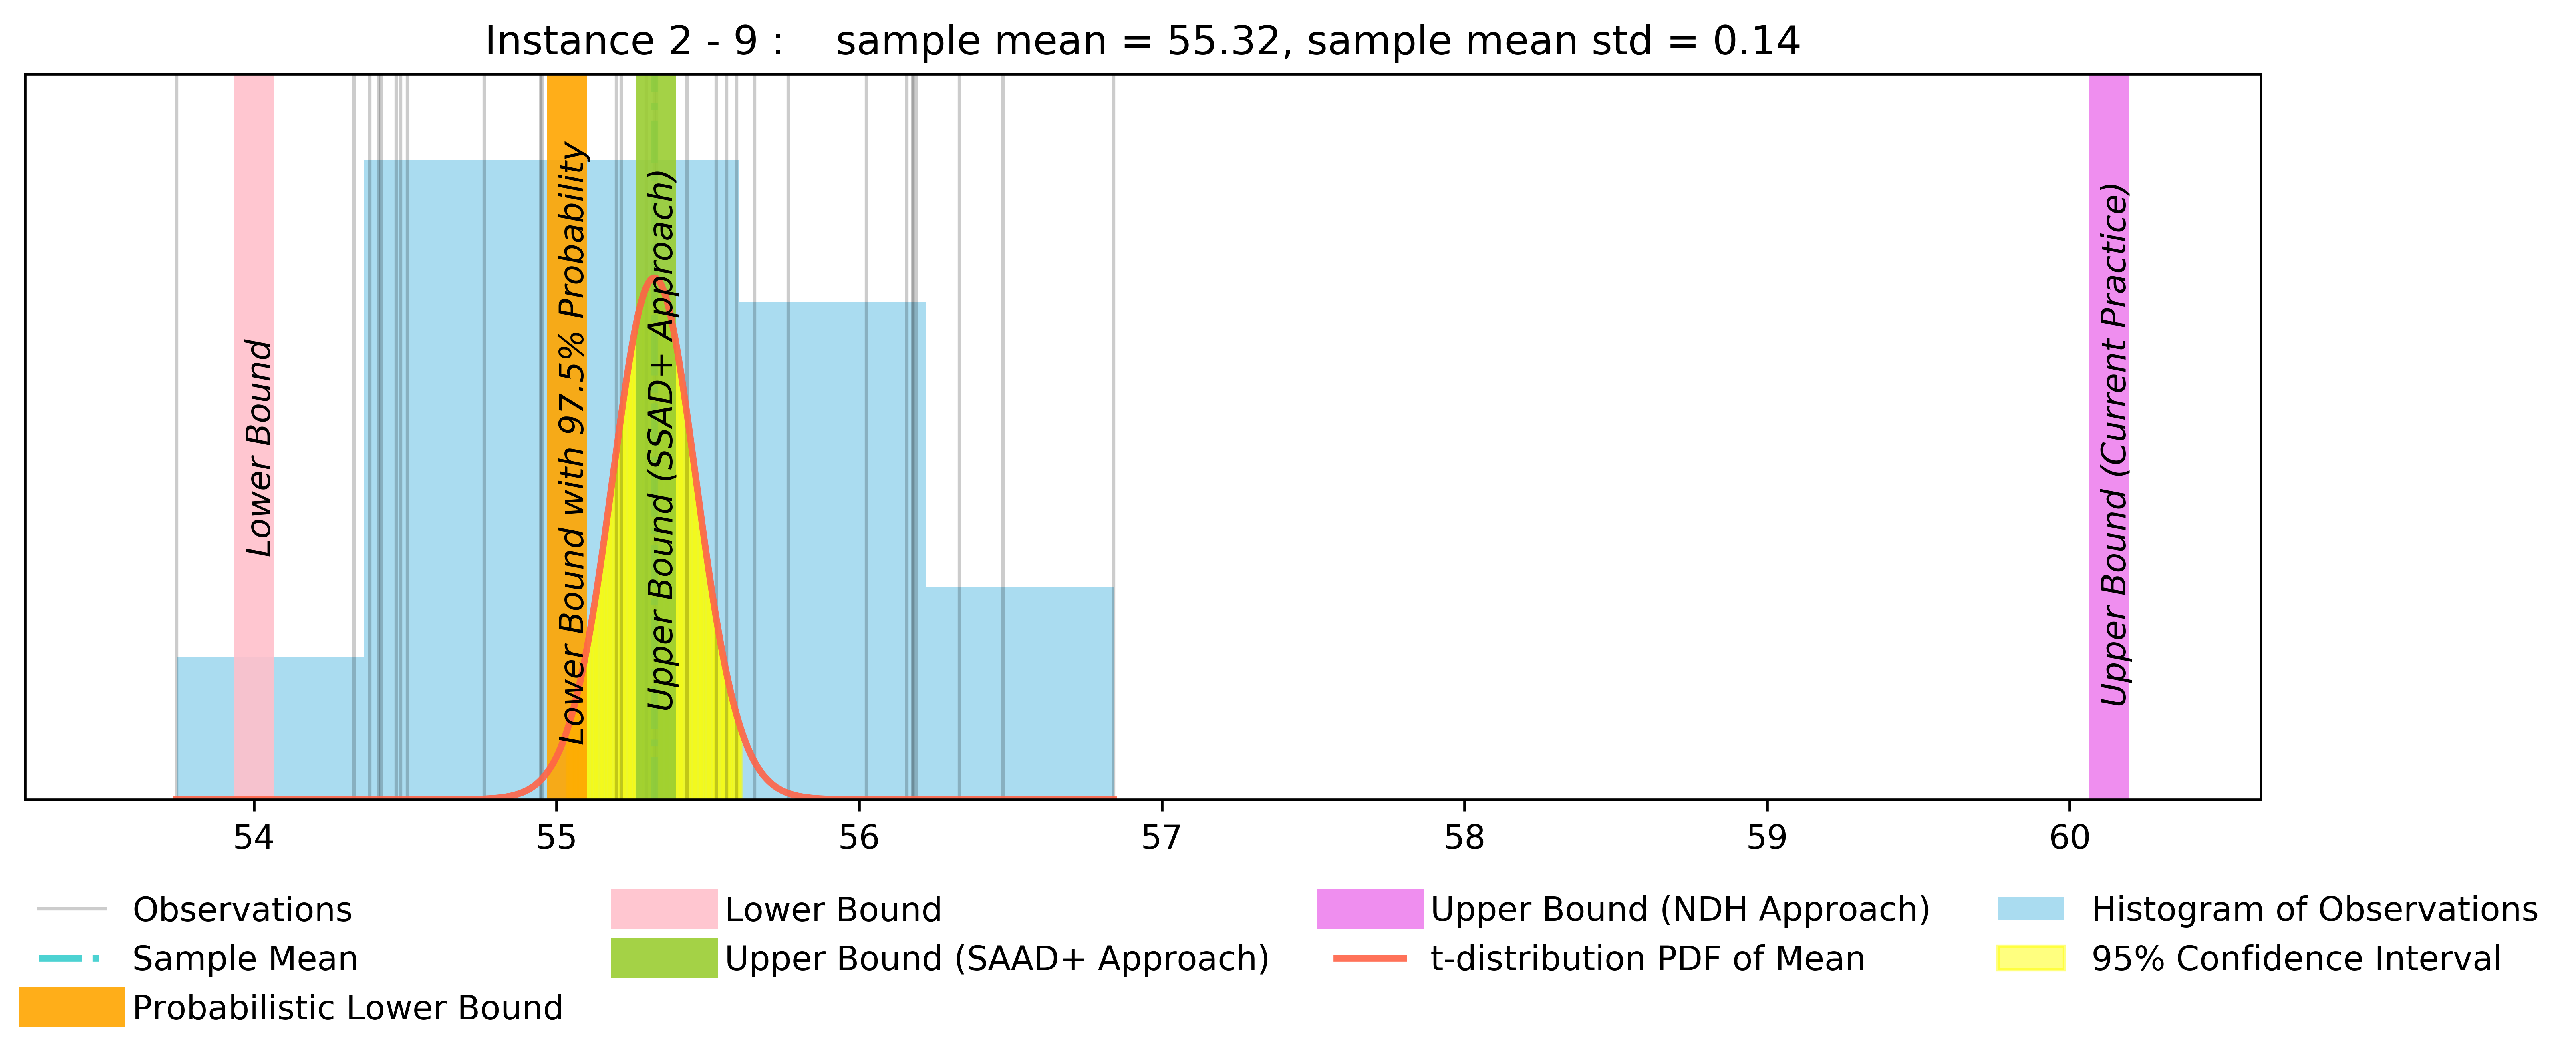 Instance 2 - 9 :    sample mean = 55.32, sample mean std = 0.14
Lower Bound
Lower Bound with 97.5% Probability
Upper Bound (SSAD+ Approach)
Upper Bound (Current Practice)
54 55 56 57 58 59 60
Observations
Sample Mean
Probabilistic Lower Bound
Lower Bound
Upper Bound (SAAD+ Approach)
Upper Bound (NDH Approach)
t-distribution PDF of Mean
Histogram of Observations
95% Confidence Interval